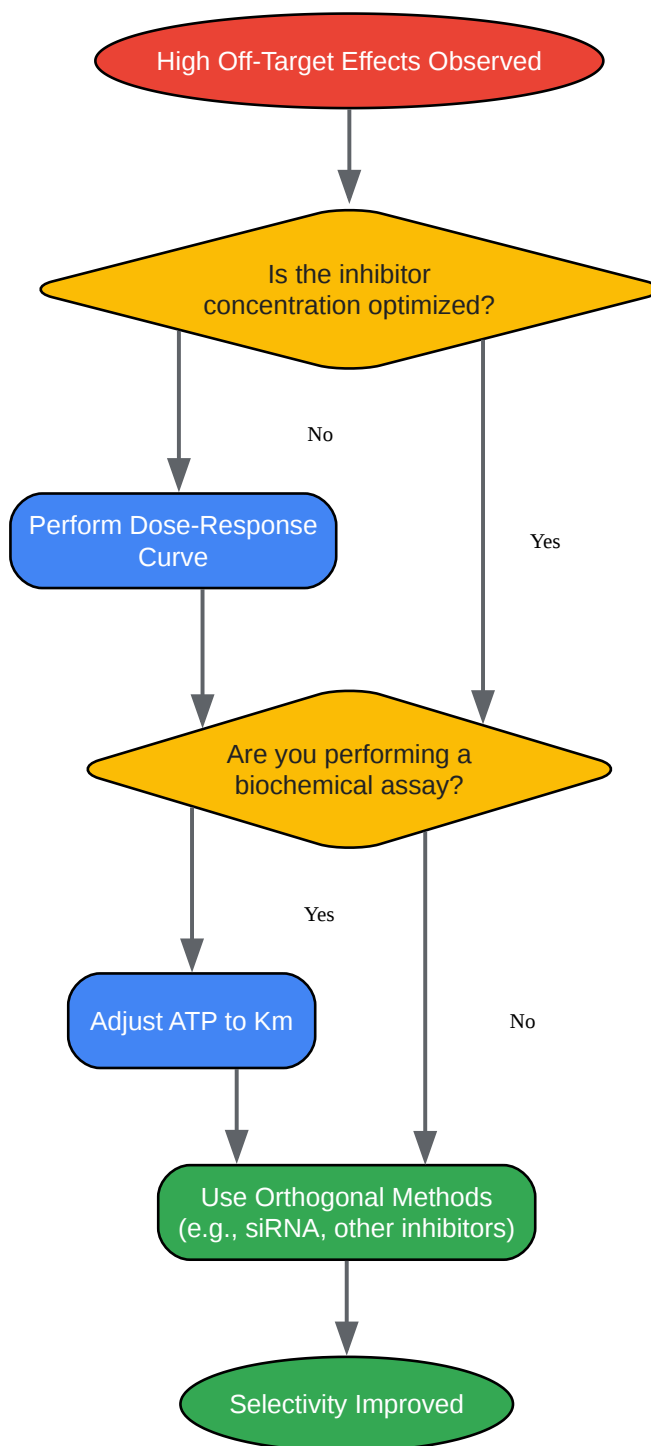 High Off-Target Effects Observed
Is the inhibitor
concentration optimized?
No
Perform Dose-Response
Curve
Yes
Are you performing a
biochemical assay?
Yes
Adjust ATP to Km
No
Use Orthogonal Methods
(e.g., siRNA, other inhibitors)
Selectivity Improved